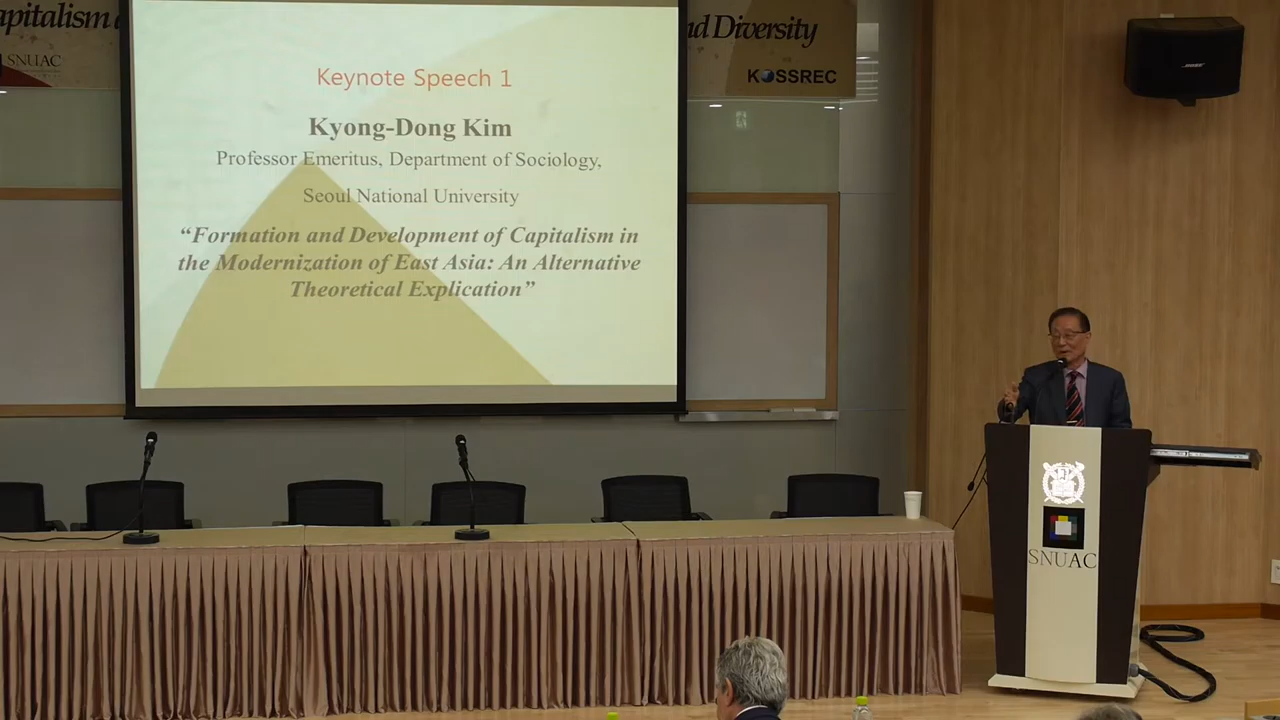 apitalism
nd Diversity
SNUAC
KOSSREC
BOSE
Keynote Speech 1
Kyong-Dong Kim
Professor Emeritus, Department of Sociology,
Seoul National University
“Formation and Development of Capitalism in
the Modernization of East Asia: An Alternative
Theoretical Explication”
SNUAC